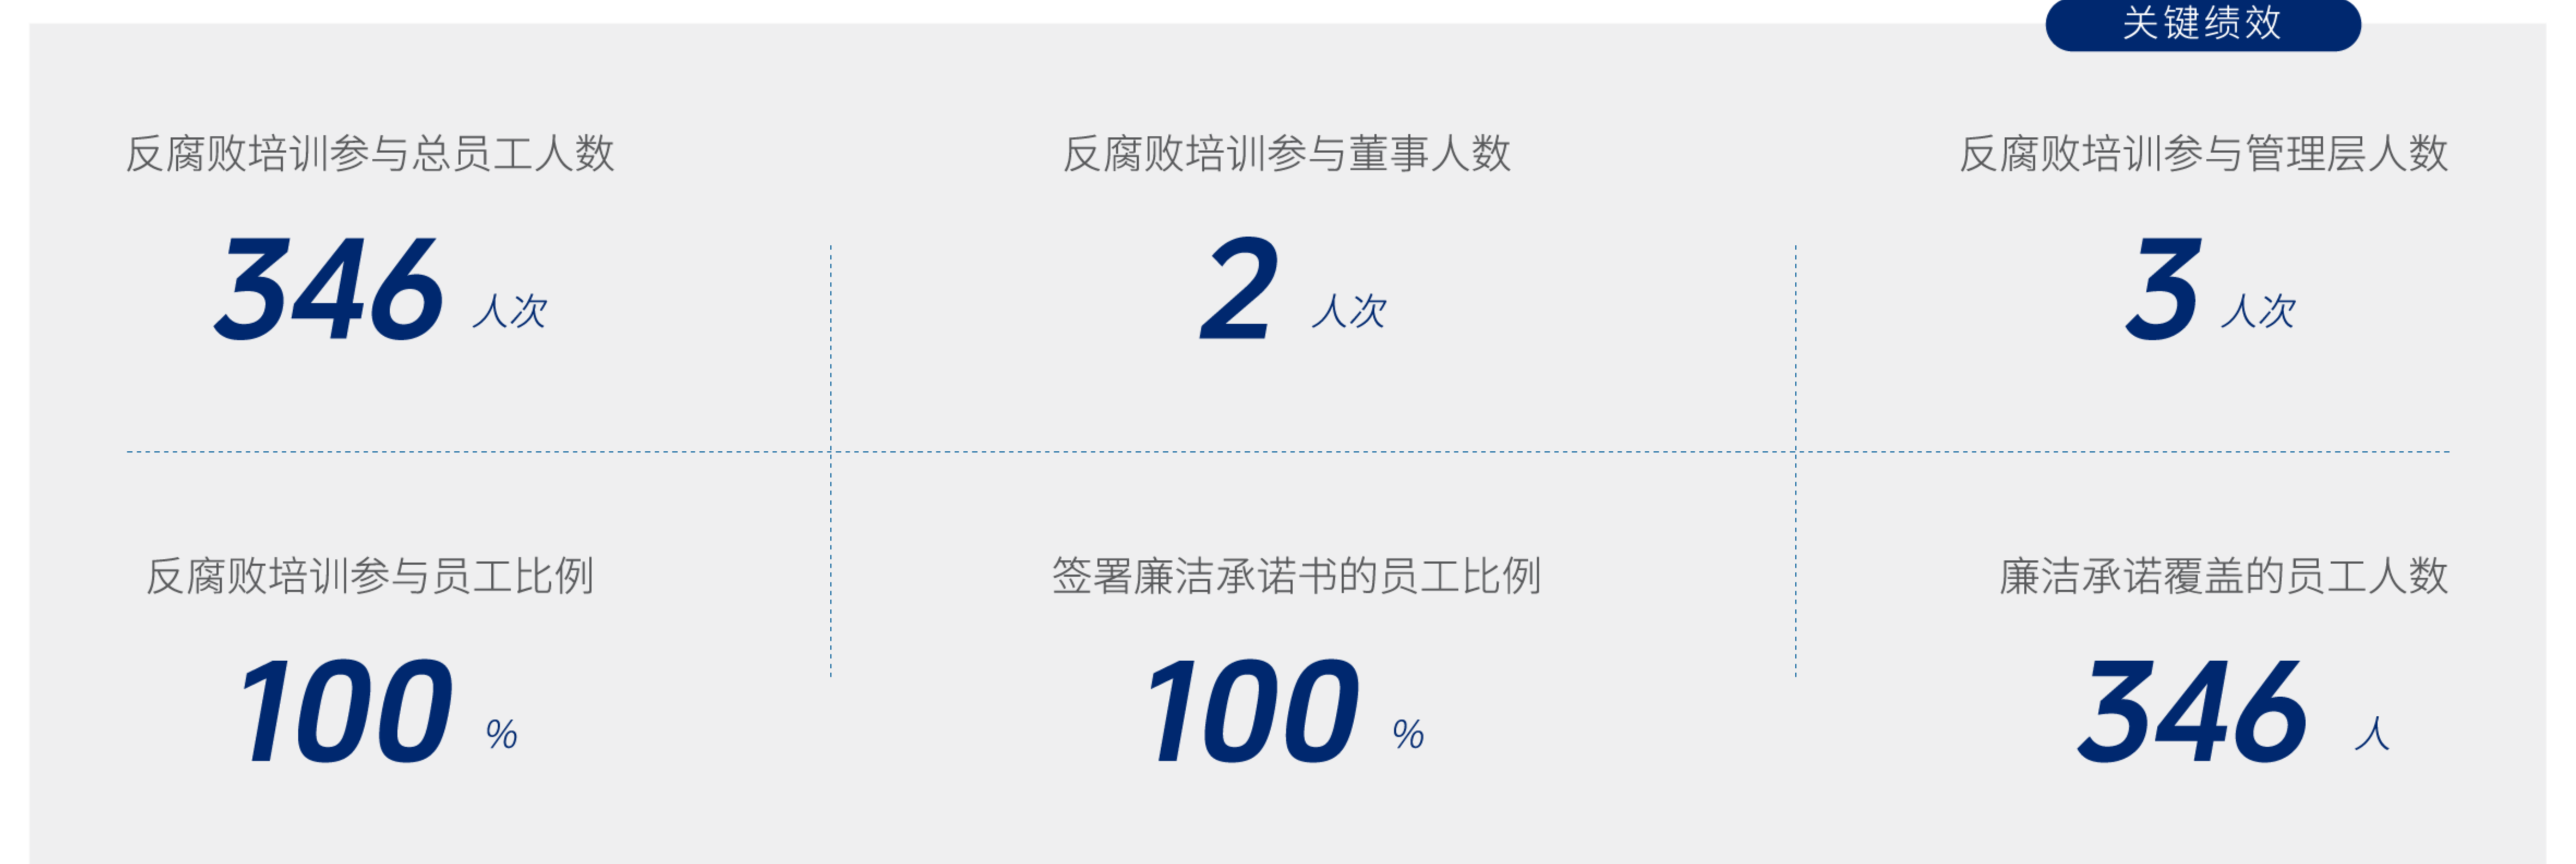 关键绩效
反腐败培训参与总员工人数
反腐败培训参与董事人数
反腐败培训参与管理层人数
346 人次
2 人次
3 人次
反腐败培训参与员工比例
签署廉洁承诺书的员工比例
廉洁承诺覆盖的员工人数
100 %
100 %
346 人